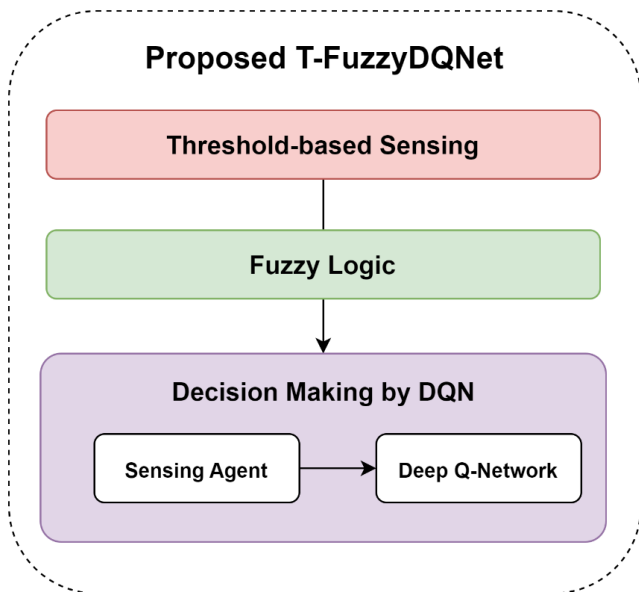 Proposed T-FuzzyDQNet
Threshold-based Sensing
Fuzzy Logic
Decision Making by DQN
Sensing Agent
Deep Q-Network